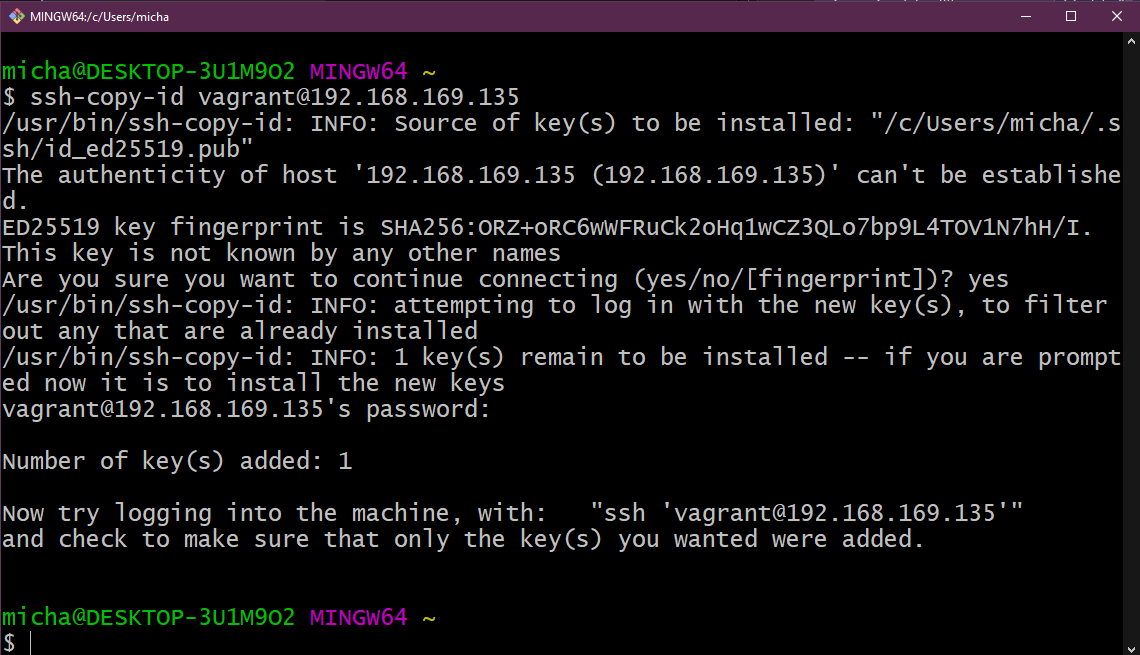 MINGW64:/c/Users/micha
micha@DESKTOP-3U1M9O2 MINGW64 ~
$ ssh-copy-id vagrant@192.168.169.135
/usr/bin/ssh-copy-id: INFO: Source of key(s) to be installed: "/c/Users/micha/.s
sh/id_ed25519.pub"
The authenticity of host '192.168.169.135 (192.168.169.135)' can't be establishe
d.
ED25519 key fingerprint is SHA256:ORZ+oRC6wWFRuCk2oHq1wCZ3QLo7bp9L4TOV1N7hH/I.
This key is not known by any other names
Are you sure you want to continue connecting (yes/no/[fingerprint])? yes
/usr/bin/ssh-copy-id: INFO: attempting to log in with the new key(s), to filter
out any that are already installed
/usr/bin/ssh-copy-id: INFO: 1 key(s) remain to be installed -- if you are prompt
ed now it is to install the new keys
vagrant@192.168.169.135's password:
Number of key(s) added: 1
Now try logging into the machine, with:   "ssh 'vagrant@192.168.169.135'"
and check to make sure that only the key(s) you wanted were added.
micha@DESKTOP-3U1M9O2 MINGW64 ~
$